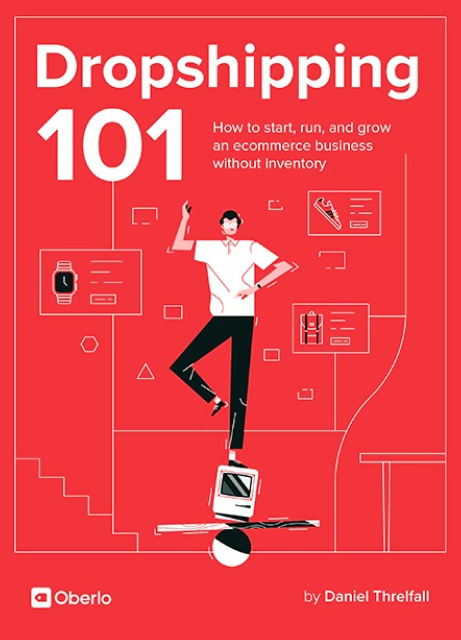 Dropshipping
101
How to start, run, and grow
an ecommerce business
without inventory
Oberlo
by Daniel Threlfall